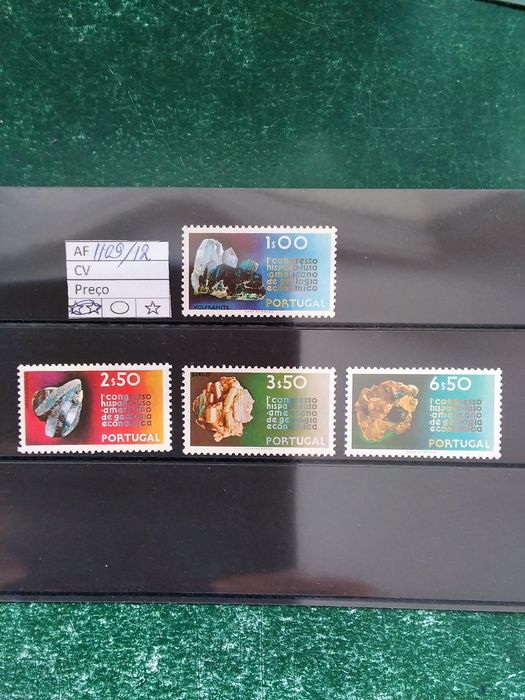 AF 1109/12
CV
Preço
1$00
1º congresso
hispano-luso
-americano
de geologia
económica
VOLFRAMITE
PORTUGAL
2$50
1º congresso
hispano-luso
-americano
de geologia
económica
PORTUGAL
3$50
1º congresso
hispano-luso
-americano
de geologia
económica
PORTUGAL
6$50
1º congresso
hispano-luso
-americano
de geologia
económica
PORTUGAL